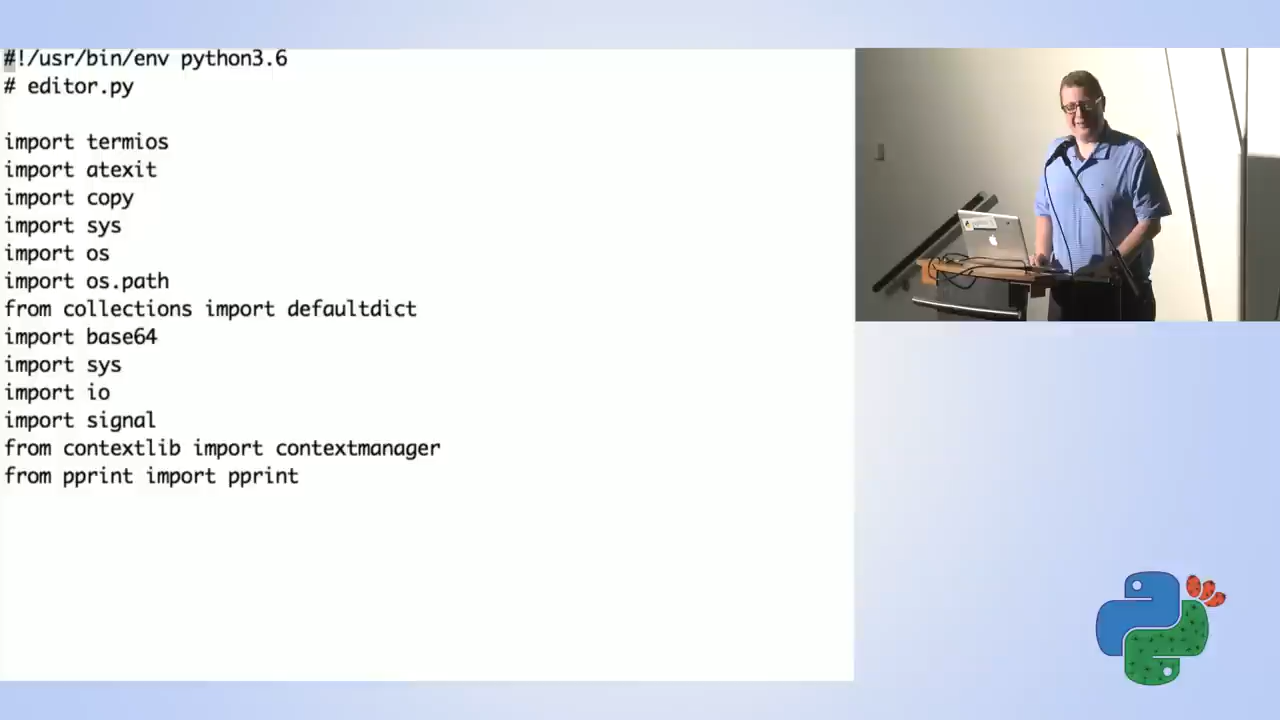 #!/usr/bin/env python3.6
# editor.py
import termios
import atexit
import copy
import sys
import os
import os.path
from collections import defaultdict
import base64
import sys
import io
import signal
from contextlib import contextmanager
from pprint import pprint